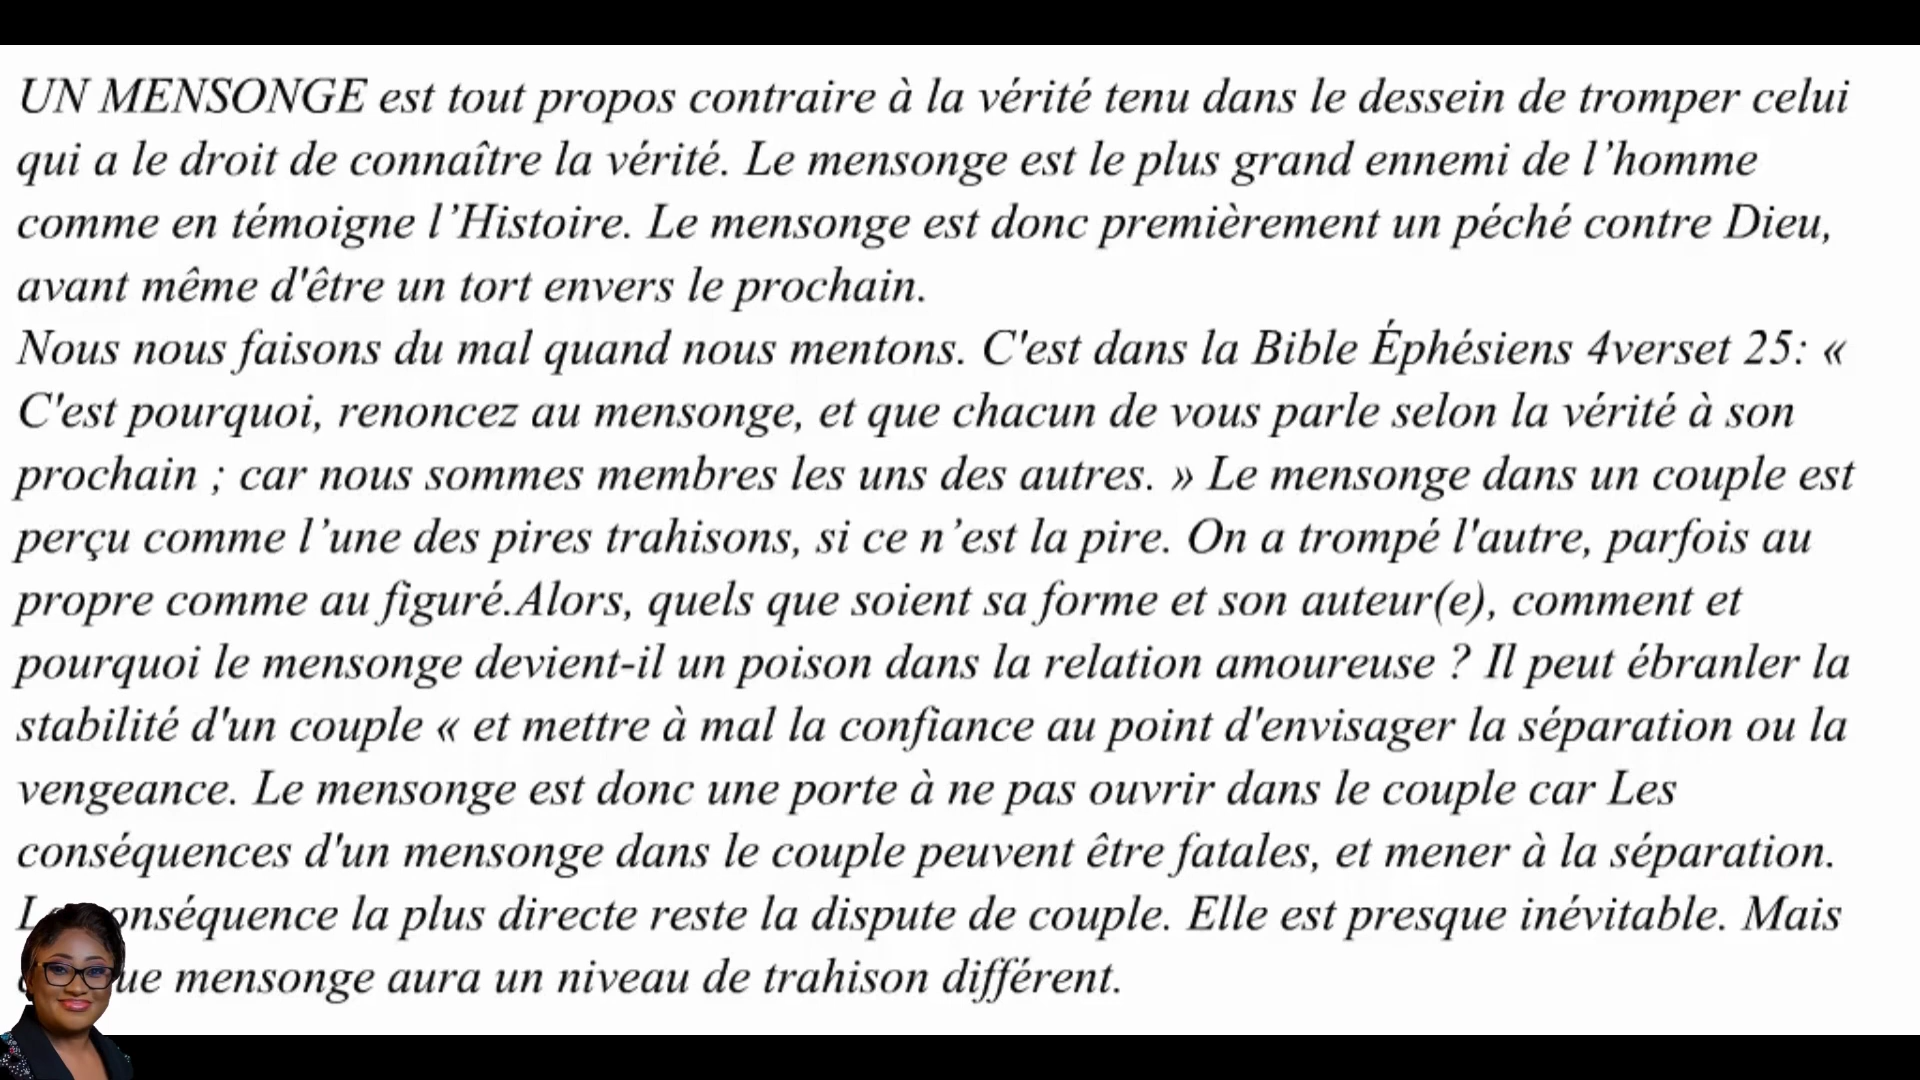 UN MENSONGE est tout propos contraire à la vérité tenu dans le dessein de tromper celui
qui a le droit de connaître la vérité. Le mensonge est le plus grand ennemi de l’homme
comme en témoigne l’Histoire. Le mensonge est donc premièrement un péché contre Dieu,
avant même d'être un tort envers le prochain.
Nous nous faisons du mal quand nous mentons. C'est dans la Bible Éphésiens 4verset 25: «
C'est pourquoi, renoncez au mensonge, et que chacun de vous parle selon la vérité à son
prochain ; car nous sommes membres les uns des autres. » Le mensonge dans un couple est
perçu comme l’une des pires trahisons, si ce n’est la pire. On a trompé l'autre, parfois au
propre comme au figuré.Alors, quels que soient sa forme et son auteur(e), comment et
pourquoi le mensonge devient-il un poison dans la relation amoureuse ? Il peut ébranler la
stabilité d'un couple « et mettre à mal la confiance au point d'envisager la séparation ou la
vengeance. Le mensonge est donc une porte à ne pas ouvrir dans le couple car Les
conséquences d'un mensonge dans le couple peuvent être fatales, et mener à la séparation.
la plus directe reste la dispute de couple. Elle est presque inévitable. Mais
mensonge aura un niveau de trahison différent.